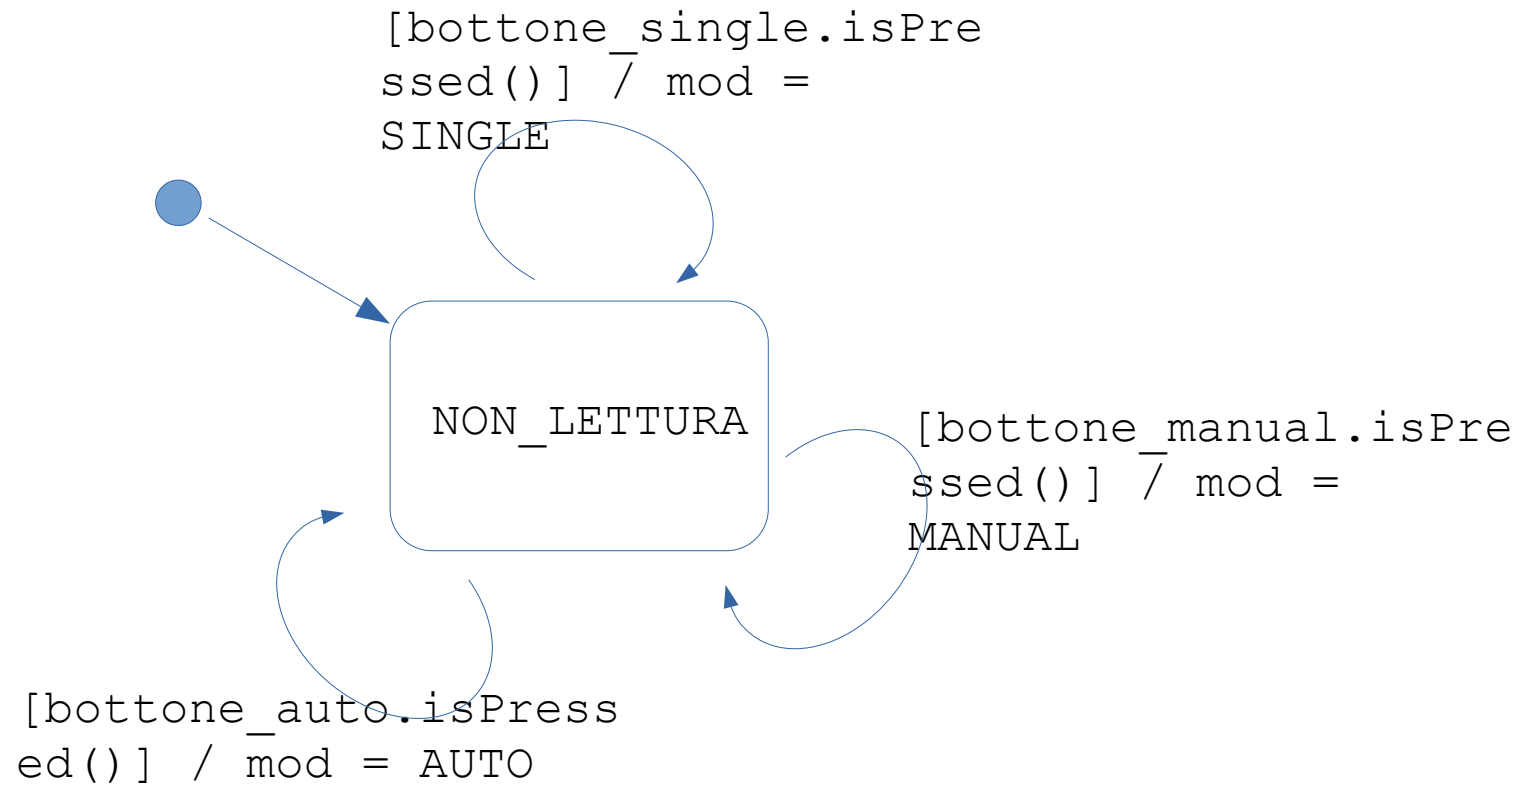 [bottone_single.isPre
ssed()] / mod =
SINGLE
NON_LETTURA
[bottone_manual.isPre
ssed()] / mod =
MANUAL
[bottone_auto.isPress
ed()] / mod = AUTO